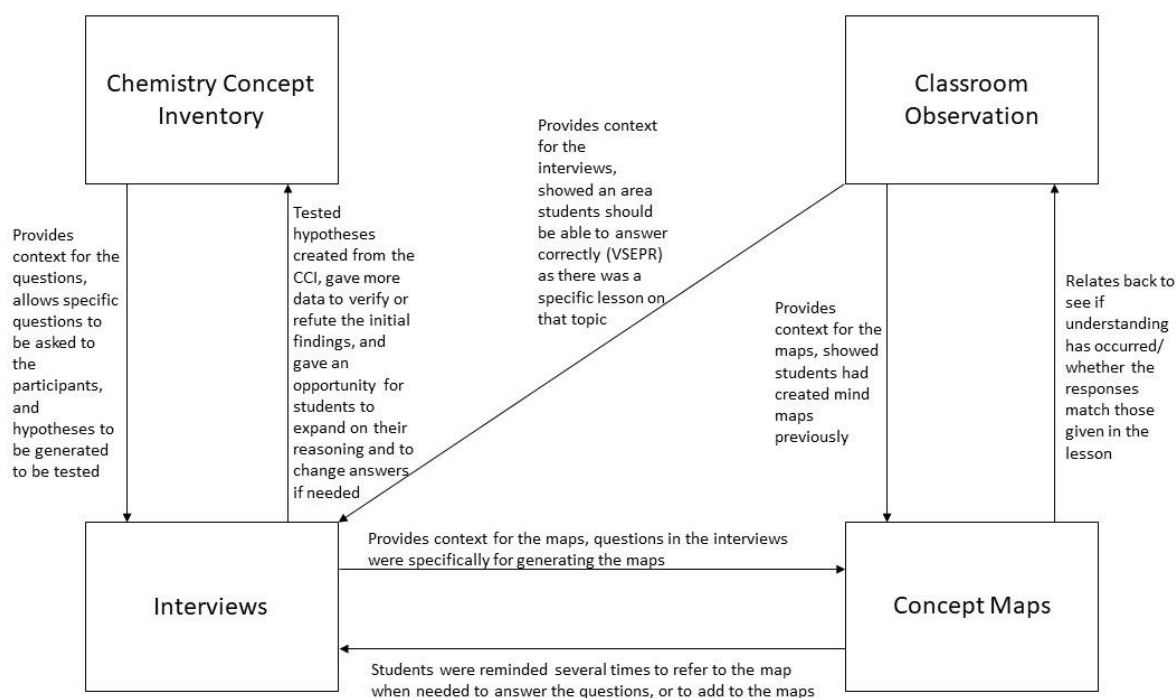 Chemistry Concept
Inventory
Classroom
Observation
Provides context
for the
interviews,
showed an area
students should
be able to answer
correctly (VSEPR)
as there was a
specific lesson on
that topic
Provides
context for the
questions,
allows specific
questions to
be asked to
the
participants,
and
hypotheses to
be generated
to be tested
Tested
hypotheses
created from the
CCI, gave more
data to verify or
refute the initial
findings, and
gave an
opportunity for
students to
expand on their
reasoning and to
change answers
if needed
Provides
context for the
maps, showed
students had
created mind
maps
previously
Relates back to
see if
understanding
has occurred/
whether the
responses
match those
given in the
lesson
Interviews
Provides context for the maps, questions in the interviews
were specifically for generating the maps
Concept Maps
Students were reminded several times to refer to the map
when needed to answer the questions, or to add to the maps